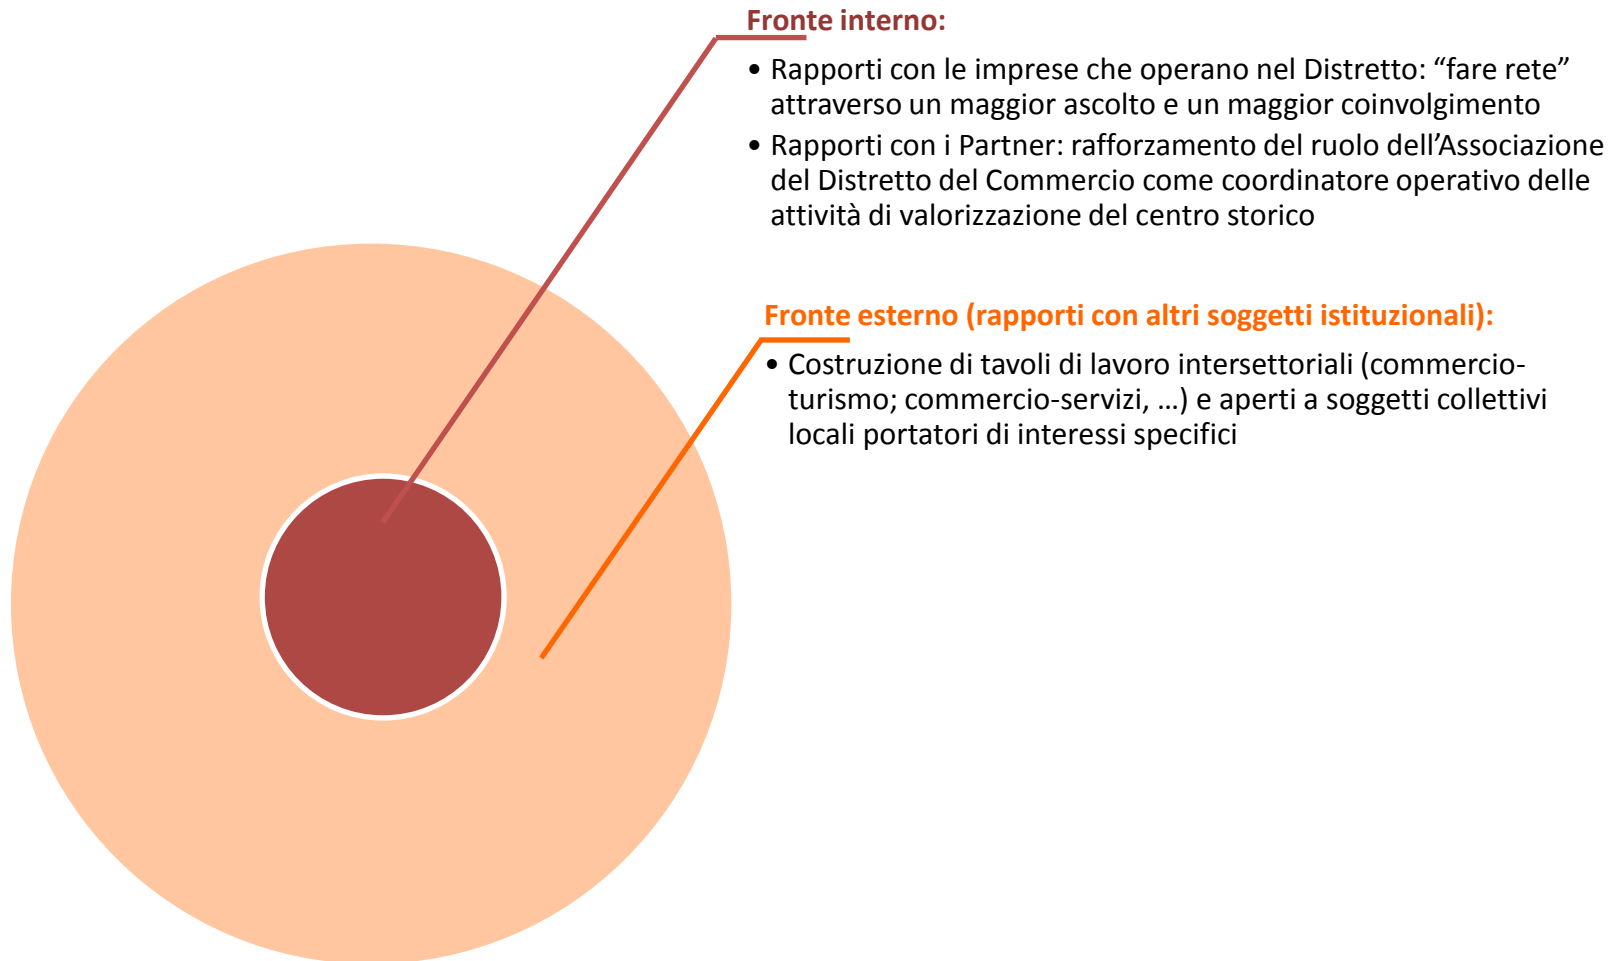 Fronte interno:
• Rapporti con le imprese che operano nel Distretto: “fare rete”
attraverso un maggior ascolto e un maggior coinvolgimento
• Rapporti con i Partner: rafforzamento del ruolo dell’Associazione
del Distretto del Commercio come coordinatore operativo delle
attività di valorizzazione del centro storico
Fronte esterno (rapporti con altri soggetti istituzionali):
• Costruzione di tavoli di lavoro intersettoriali (commercio-
turismo; commercio-servizi, …) e aperti a soggetti collettivi
locali portatori di interessi specifici